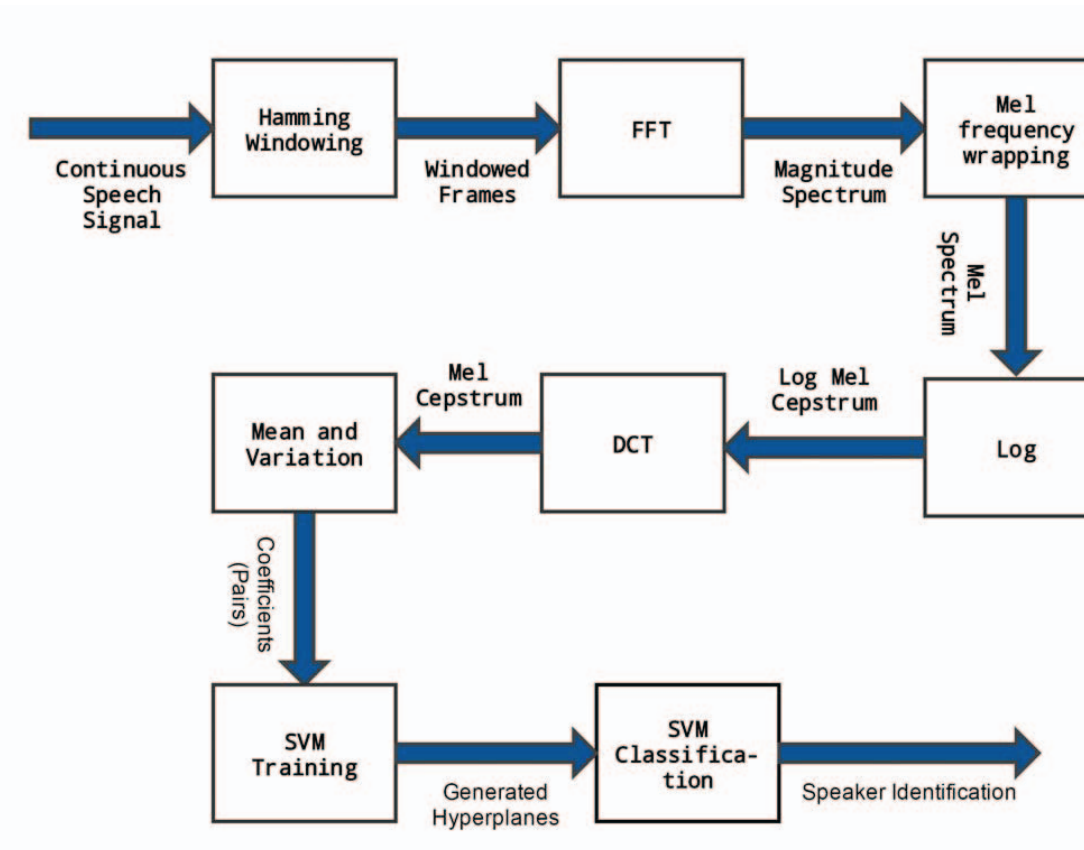 Hamming
Windowing
FFT
Mel
frequency
wrapping
Continuous
Speech
Signal
Windowed
Frames
Magnitude
Spectrum
Mel
Spectrum
Mel
Cepstrum
Log Mel
Cepstrum
Mean and
Variation
DCT
Log
Coefficients
(Pairs)
SVM
Training
SVM
Classifica-
tion
Generated
Hyperplanes
Speaker Identification